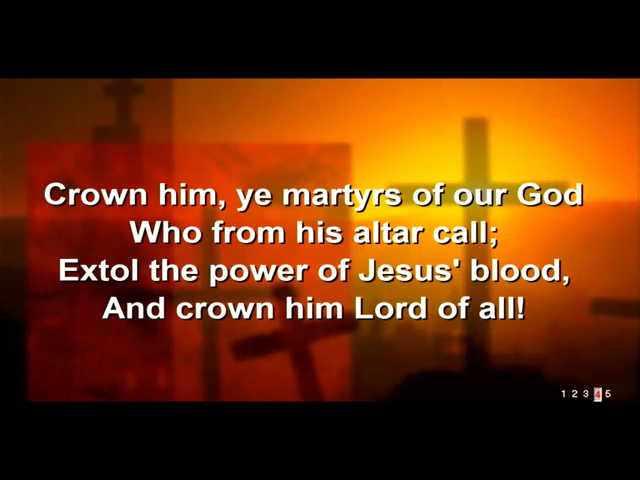 Crown him, ye martyrs of our God
Who from his altar call;
Extol the power of Jesus' blood,
And crown him Lord of all!
1 2 3 4 5